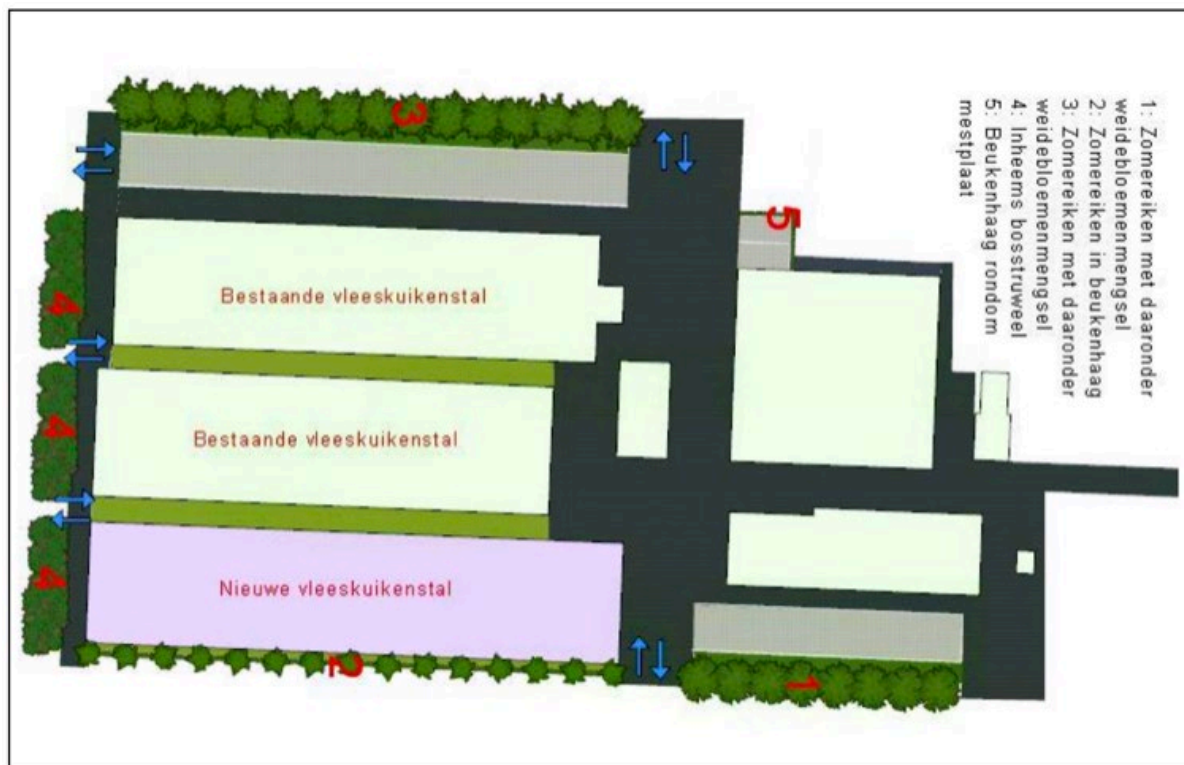 1: Zomereiken met daaronder
weidebloemenmengsel
2: Zomereiken in beukenhaag
3: Zomereiken met daaronder
weidebloemenmengsel
4: Inheems bosstruweel
5: Beukenhaag rondom
mestplaat
3
5
Bestaande vleeskuikenstal
4
Bestaande vleeskuikenstal
4
Nieuwe vleeskuikenstal
4
2
1